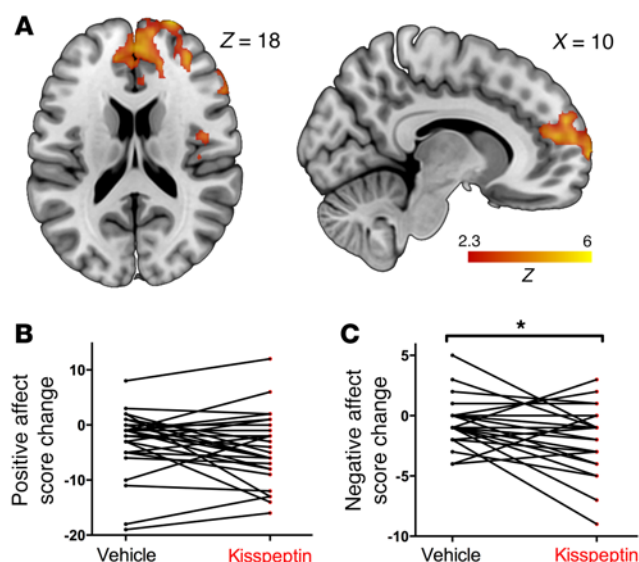 A
Z = 18
X = 10
2.3
6
Z
B
C
*
Positive affect
score change
10
0
-10
-20
Vehicle
Kisspeptin
Negative affect
score change
5
0
-5
-10
Vehicle
Kisspeptin